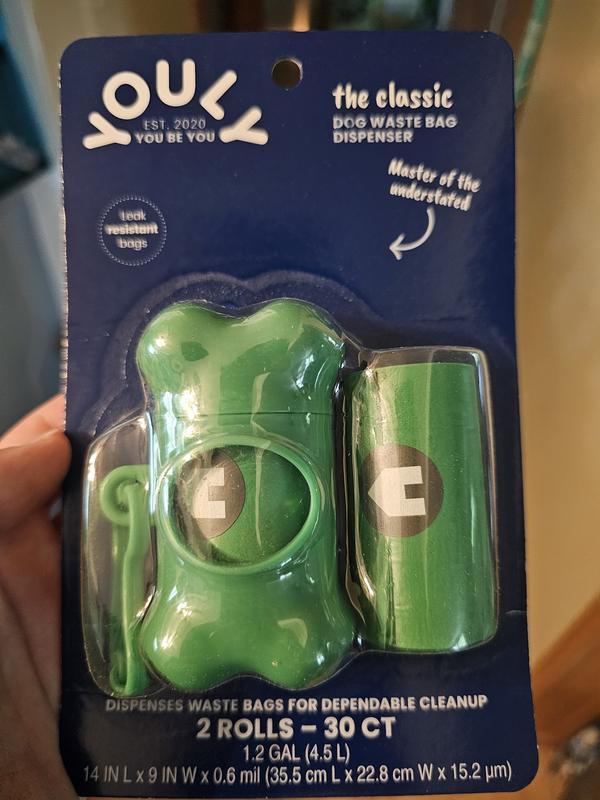 YOULY
EST. 2020
YOU BE YOU
the classic
DOG WASTE BAG
DISPENSER
Master of the
understated
Leak
resistant
bags
DISPENSES WASTE BAGS FOR DEPENDABLE CLEANUP
2 ROLLS – 30 CT
1.2 GAL (4.5 L)
14 IN L x 9 IN W x 0.6 mil (35.5 cm L x 22.8 cm W x 15.2 µm)